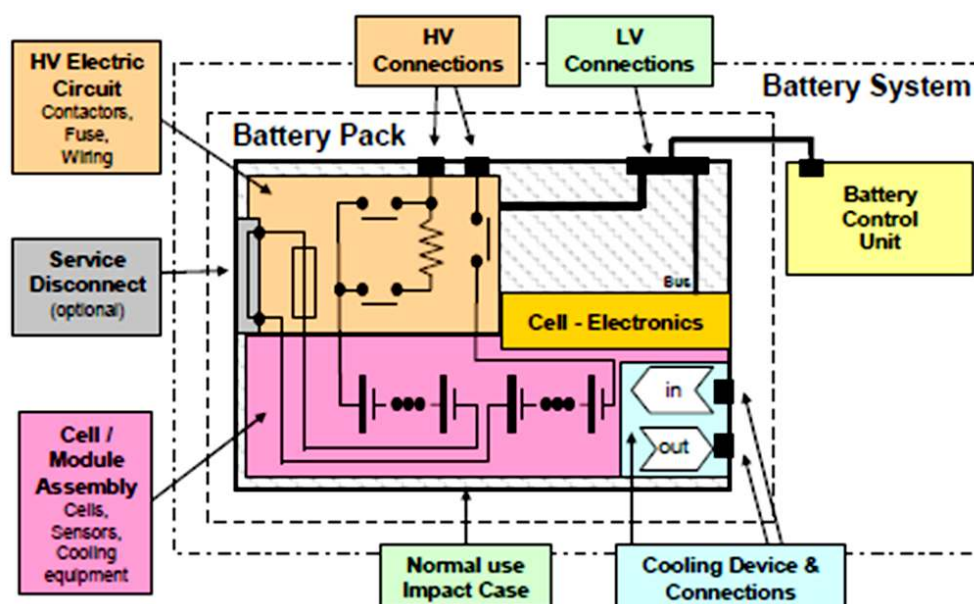 HV Electric
Circuit
Contactors,
Fuse,
Wiring
HV
Connections
LV
Connections
Battery System
Battery Pack
Battery
Control
Unit
Service
Disconnect
(optional)
Bus
Cell - Electronics
in
out
Cell /
Module
Assembly
Cells,
Sensors,
Cooling
equipment
Normal use
Impact Case
Cooling Device &
Connections